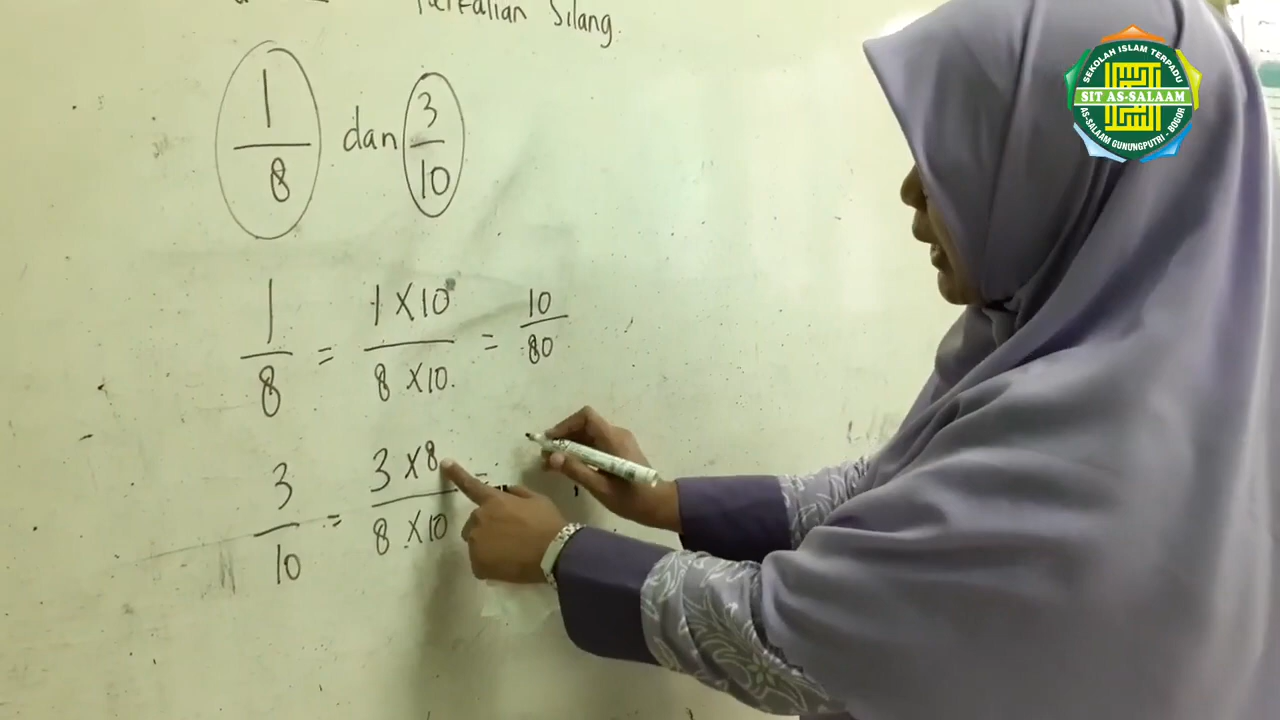 Perkalian Silang.
1/8 dan 3/10
1/8 = 1 X 10 / 8 X 10. = 10/80
3/10 = 3 X 8 / 8 X 10 =
SEKOLAH ISLAM TERPADU
SIT AS-SALAAM
AS-SALAAM GUNUNGPUTRI - BOGOR